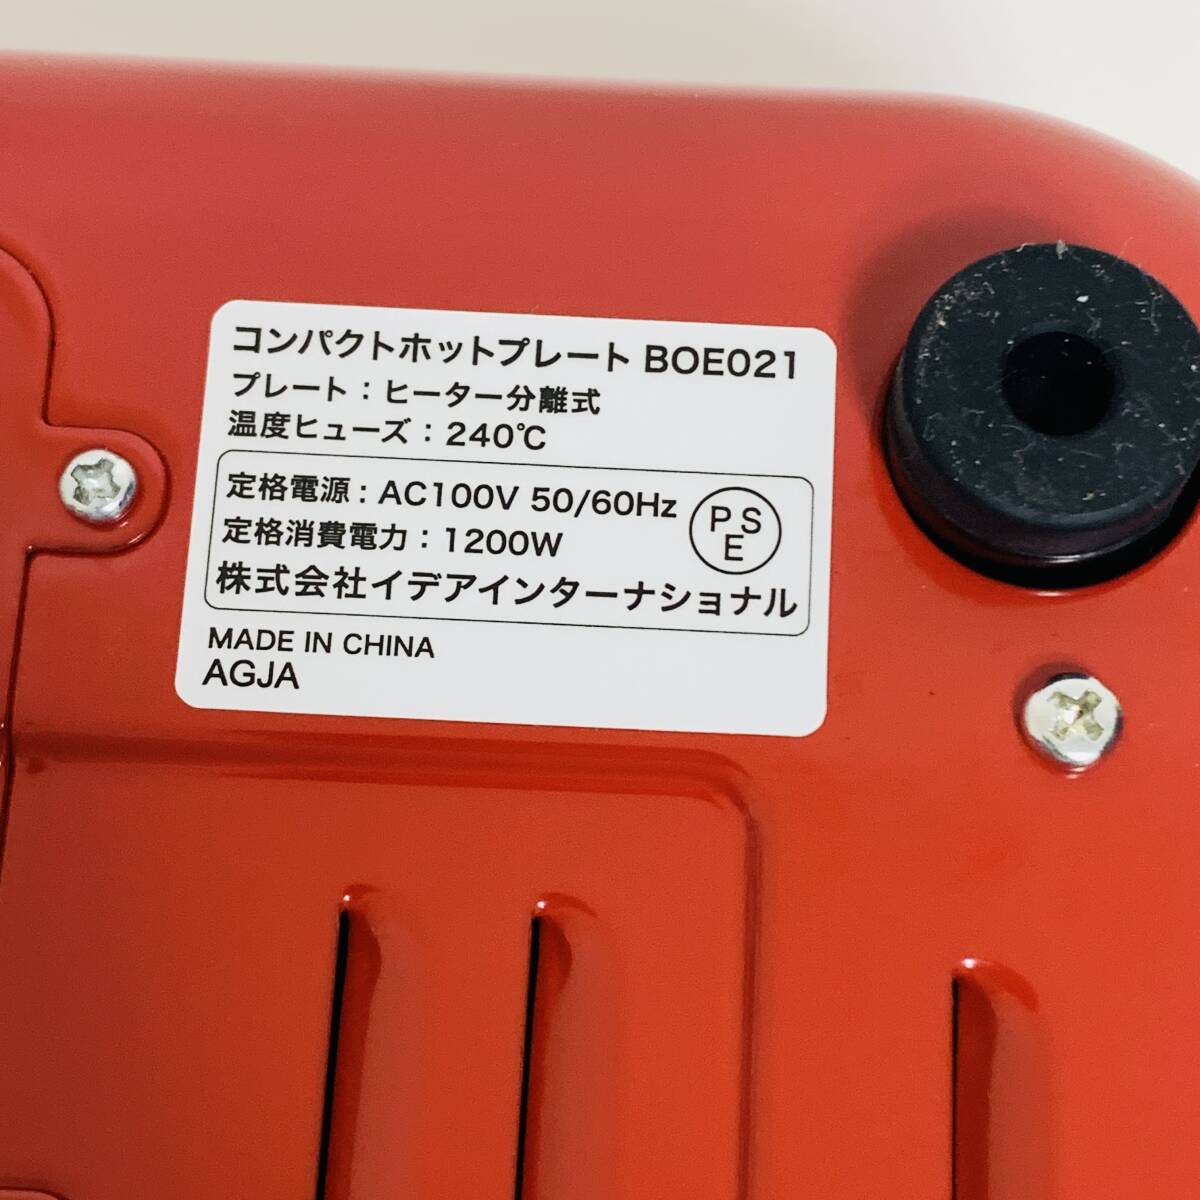 コンパクトホットプレート BOE021
プレート：ヒーター分離式
温度ヒューズ：240℃
定格電源：AC100V 50/60Hz
PSE
定格消費電力：1200W
株式会社イデアインターナショナル
MADE IN CHINA
AGJA